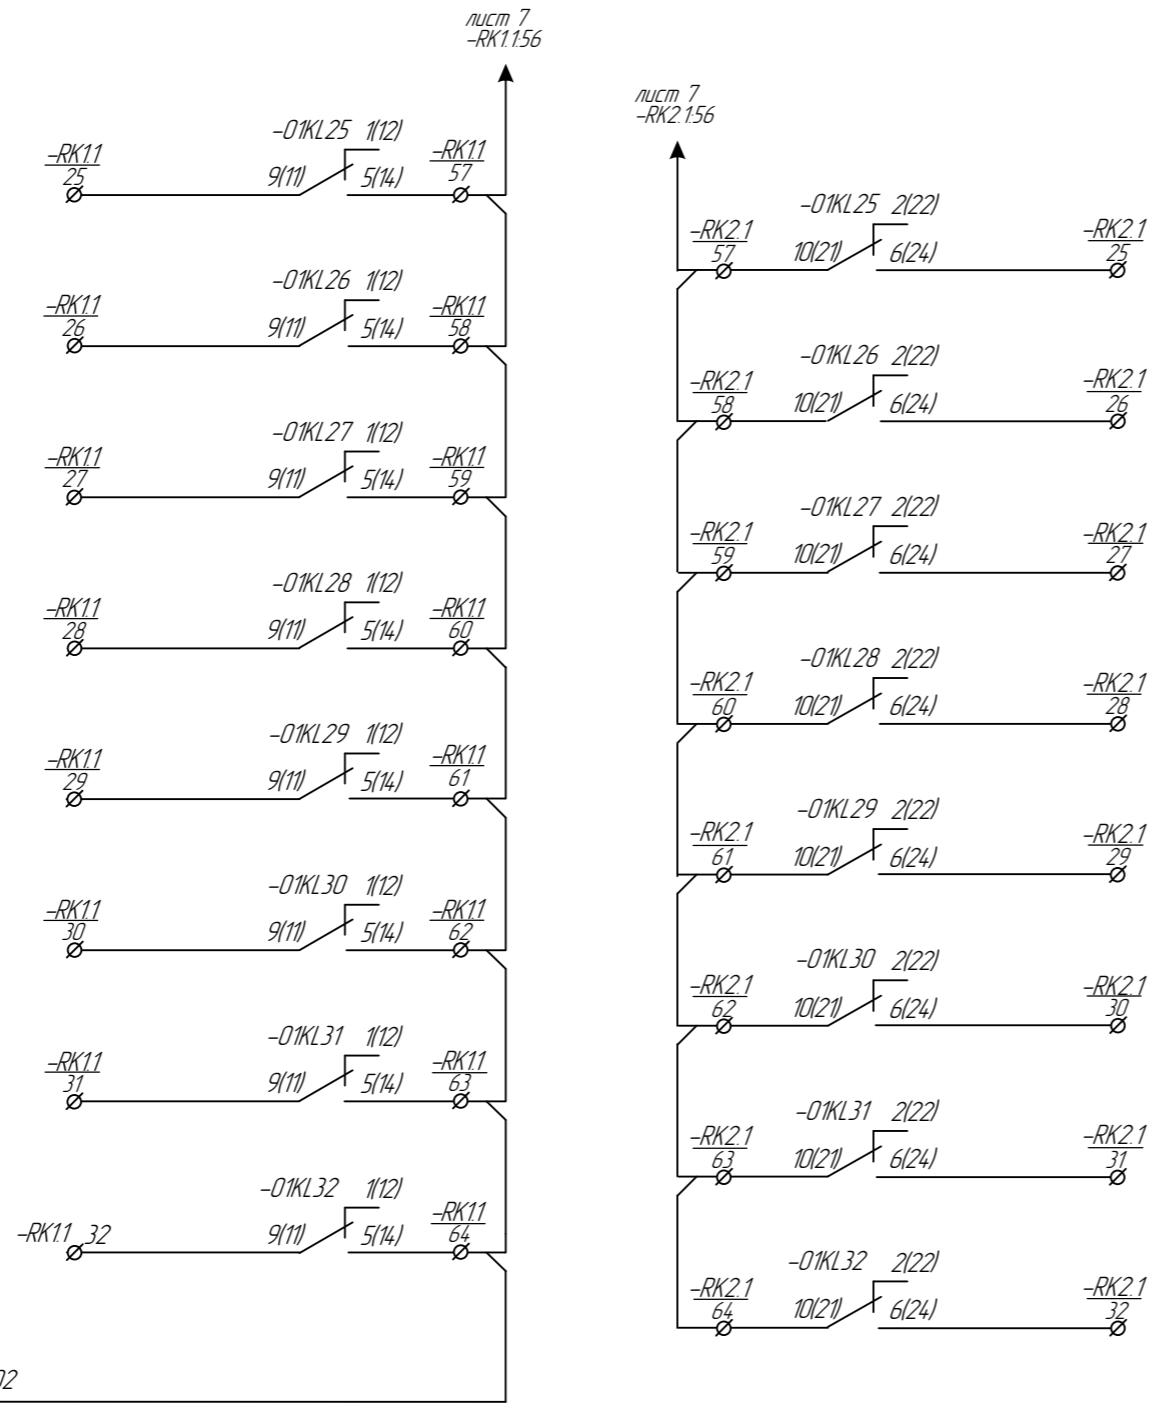 лист 7
-RK1.1:56
-01KL25 1(12)
-RK1.1
25
9(11) 5(14)
-RK1.1
57
-01KL26 1(12)
-RK1.1
26
9(11) 5(14)
-RK1.1
58
-01KL27 1(12)
-RK1.1
27
9(11) 5(14)
-RK1.1
59
-01KL28 1(12)
-RK1.1
28
9(11) 5(14)
-RK1.1
60
-01KL29 1(12)
-RK1.1
29
9(11) 5(14)
-RK1.1
61
-01KL30 1(12)
-RK1.1
30
9(11) 5(14)
-RK1.1
62
-01KL31 1(12)
-RK1.1
31
9(11) 5(14)
-RK1.1
63
-01KL32 1(12)
-RK1.1 32
9(11) 5(14)
-RK1.1
64
лист 7
-RK2.1:56
-01KL25 2(22)
-RK2.1
57
10(21) 6(24)
-RK2.1
25
-01KL26 2(22)
-RK2.1
58
10(21) 6(24)
-RK2.1
26
-01KL27 2(22)
-RK2.1
59
10(21) 6(24)
-RK2.1
27
-01KL28 2(22)
-RK2.1
60
10(21) 6(24)
-RK2.1
28
-01KL29 2(22)
-RK2.1
61
10(21) 6(24)
-RK2.1
29
-01KL30 2(22)
-RK2.1
62
10(21) 6(24)
-RK2.1
30
-01KL31 2(22)
-RK2.1
63
10(21) 6(24)
-RK2.1
31
-01KL32 2(22)
-RK2.1
64
10(21) 6(24)
-RK2.1
32